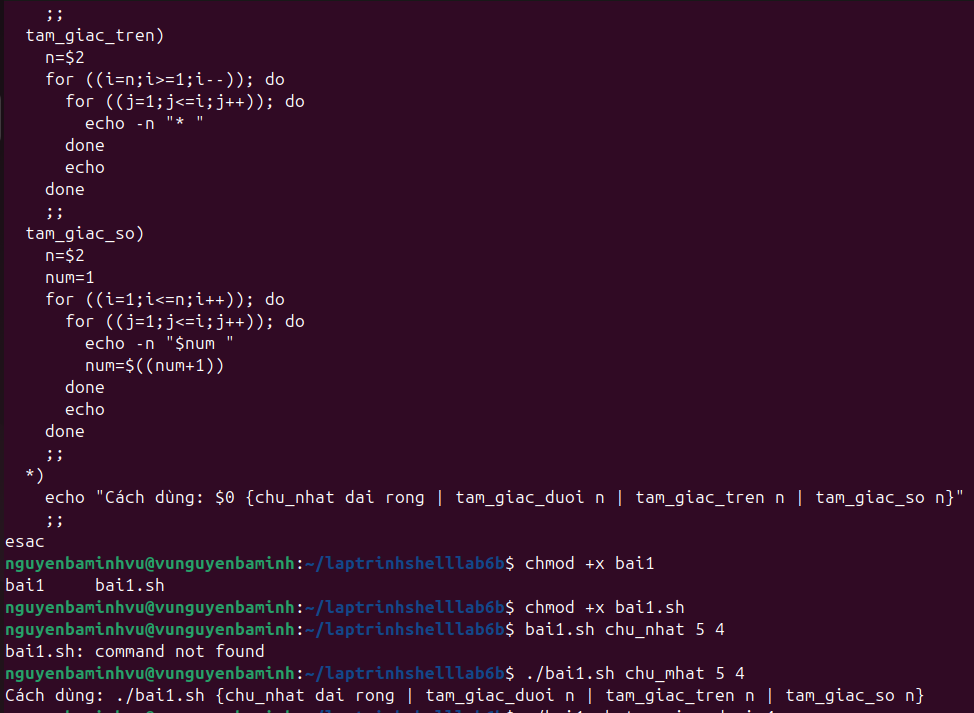 ;;
tam_giac_tren)
n=$2
for ((i=n;i>=1;i--)); do
for ((j=1;j<=i;j++)); do
echo -n "* "
done
echo
done
;;
tam_giac_so)
n=$2
num=1
for ((i=1;i<=n;i++)); do
for ((j=1;j<=i;j++)); do
echo -n "$num "
num=$((num+1))
done
echo
done
;;
*)
echo "Cách dùng: $0 {chu_nhat dai rong | tam_giac_duoi n | tam_giac_tren n | tam_giac_so n}"
;;
esac
nguyenbaminhvu@vunguyenbaminh:~/laptrinhshelllab6b$ chmod +x bai1
bai1 bai1.sh
nguyenbaminhvu@vunguyenbaminh:~/laptrinhshelllab6b$ chmod +x bai1.sh
nguyenbaminhvu@vunguyenbaminh:~/laptrinhshelllab6b$ bai1.sh chu_nhat 5 4
bai1.sh: command not found
nguyenbaminhvu@vunguyenbaminh:~/laptrinhshelllab6b$ ./bai1.sh chu_mhat 5 4
Cách dùng: ./bai1.sh {chu_nhat dai rong | tam_giac_duoi n | tam_giac_tren n | tam_giac_so n}